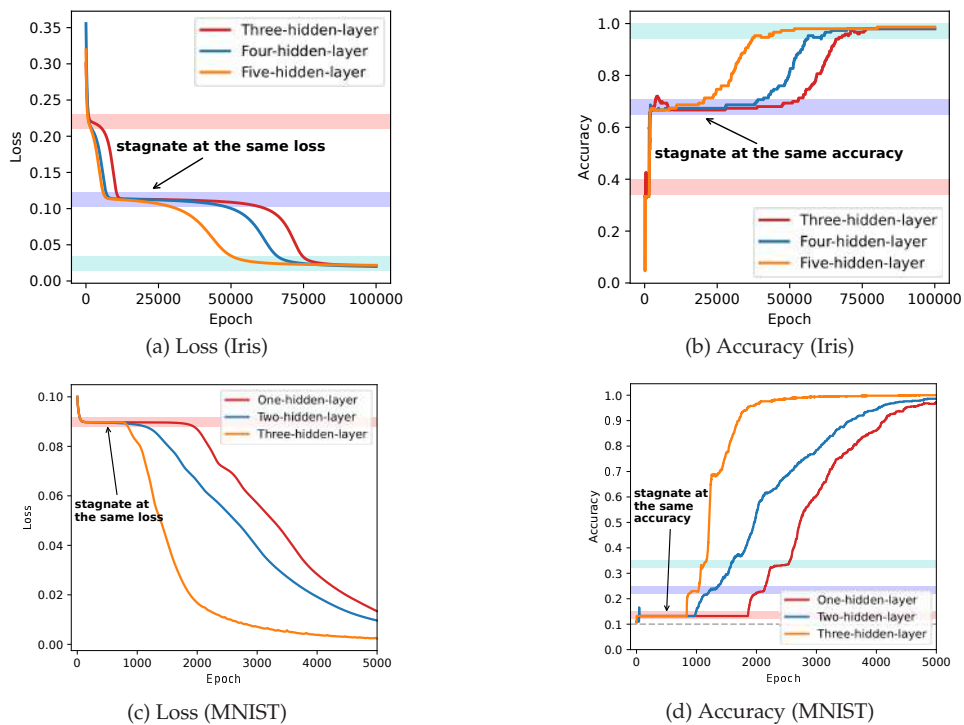 0.35
0.30
0.25
0.20
0.15
0.10
0.05
0.00
Loss
Three-hidden-layer
Four-hidden-layer
Five-hidden-layer
stagnate at the same loss
0 25000 50000 75000 100000
Epoch
(a) Loss (Iris)
1.0
0.8
0.6
0.4
0.2
0.0
Accuracy
stagnate at the same accuracy
Three-hidden-layer
Four-hidden-layer
Five-hidden-layer
0 25000 50000 75000 100000
Epoch
(b) Accuracy (Iris)
0.10
0.08
0.06
0.04
0.02
0.00
Loss
One-hidden-layer
Two-hidden-layer
Three-hidden-layer
stagnate at
the same loss
0 1000 2000 3000 4000 5000
Epoch
(c) Loss (MNIST)
1.0
0.9
0.8
0.7
0.6
0.5
0.4
0.3
0.2
0.1
0.0
Accuracy
stagnate at
the same
accuracy
One-hidden-layer
Two-hidden-layer
Three-hidden-layer
0 1000 2000 3000 4000 5000
Epoch
(d) Accuracy (MNIST)